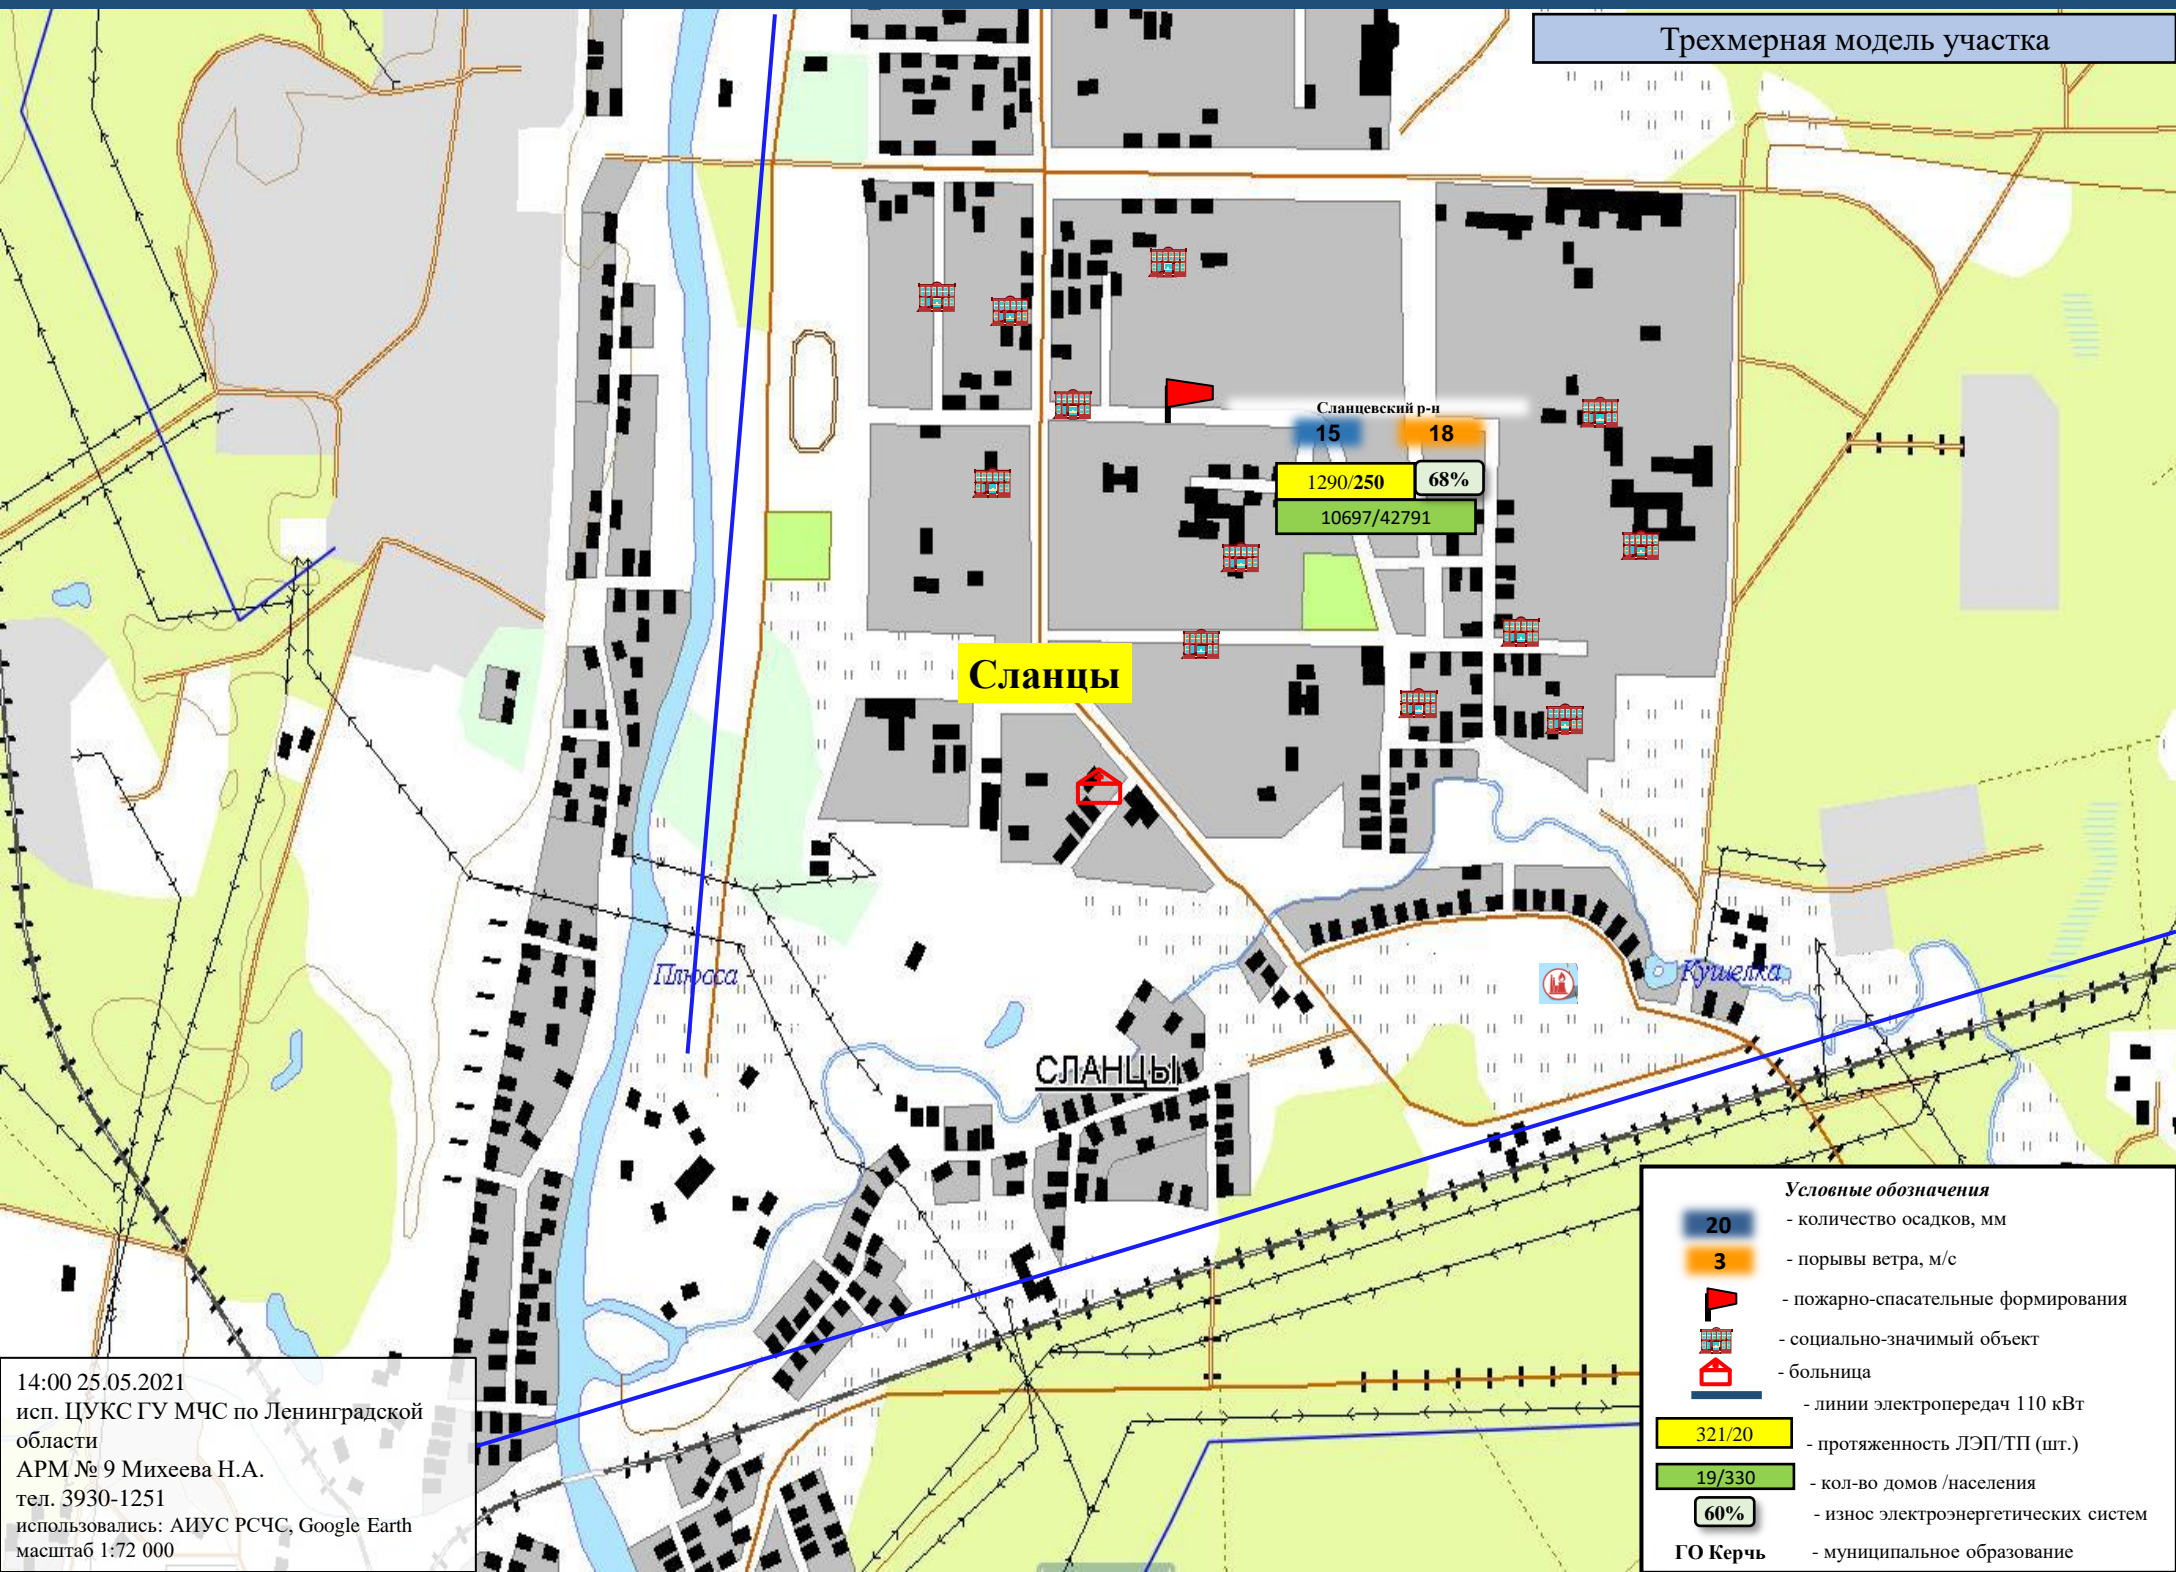 Трехмерная модель участка
Сланцевский р-н
15
18
1290/250
68%
10697/42791
Сланцы
Плюсса
Кушелка
СЛАНЦЫ
Условные обозначения
20 - количество осадков, мм
3 - порывы ветра, м/с
- пожарно-спасательные формирования
- социально-значимый объект
- больница
- линии электропередач 110 кВт
321/20 - протяженность ЛЭП/ТП (шт.)
19/330 - кол-во домов /населения
60% - износ электроэнергетических систем
ГО Керчь - муниципальное образование
14:00 25.05.2021
исп. ЦУКС ГУ МЧС по Ленинградской
области
АРМ № 9 Михеева Н.А.
тел. 3930-1251
использовались: АИУС РСЧС, Google Earth
масштаб 1:72 000